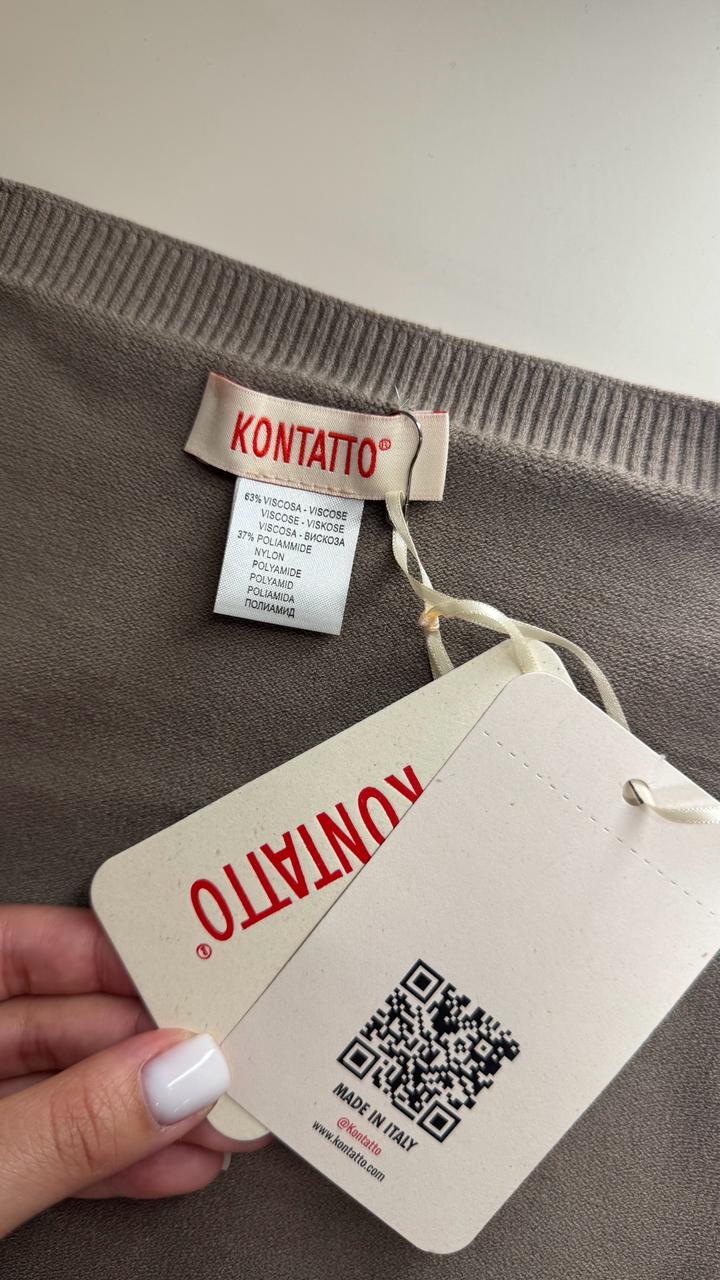 KONTATTO®
63% VISCOSA - VISCOSE
VISCOSE - VISKOSE
VISCOSA - ВИСКОЗА
37% POLIAMMIDE
NYLON
POLYAMIDE
POLYAMID
POLIAMIDA
ПОЛИАМИД
KONTATTO®
MADE IN ITALY
@Kontatto
www.kontatto.com